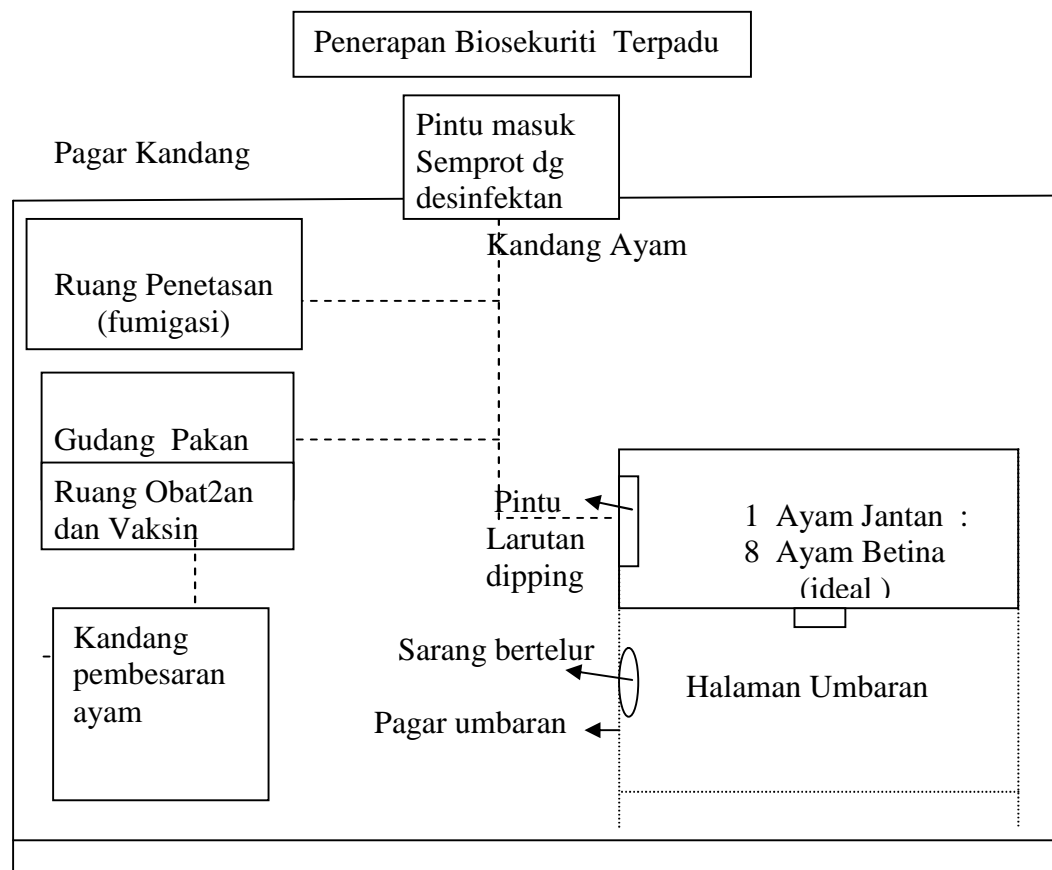 Penerapan Biosekuriti Terpadu
Pintu masuk
Semprot dg
desinfektan
Pagar Kandang
Kandang Ayam
Ruang Penetasan
(fumigasi)
Gudang Pakan
Ruang Obat2an
dan Vaksin
Pintu
Larutan
dipping
1 Ayam Jantan :
8 Ayam Betina
(ideal )
Kandang
pembesaran
ayam
Sarang bertelur
Halaman Umbaran
Pagar umbaran